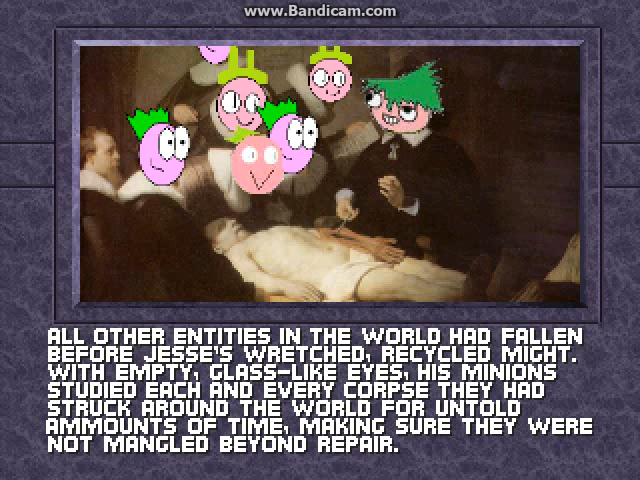 www.Bandicam.com
ALL OTHER ENTITIES IN THE WORLD HAD FALLEN
BEFORE JESSE'S WRETCHED, RECYCLED MIGHT.
WITH EMPTY, GLASS-LIKE EYES, HIS MINIONS
STUDIED EACH AND EVERY CORPSE THEY HAD
STRUCK AROUND THE WORLD FOR UNTOLD
AMMOUNTS OF TIME, MAKING SURE THEY WERE
NOT MANGLED BEYOND REPAIR.